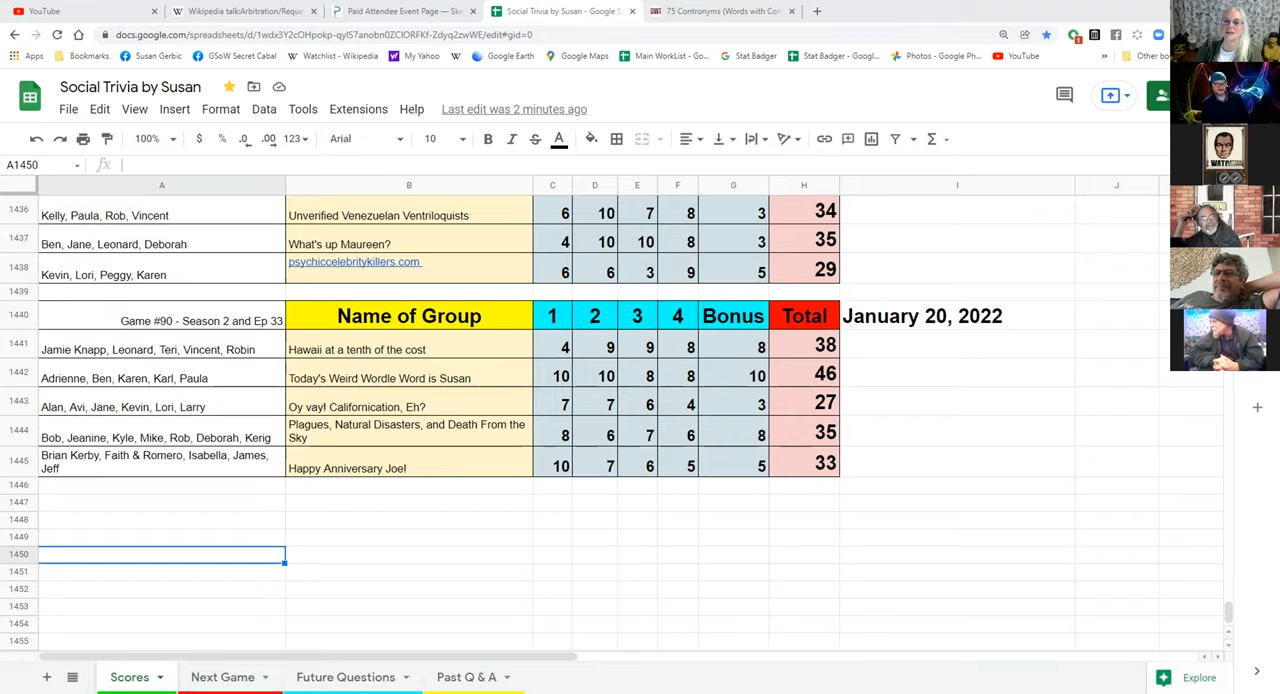 YouTube
Wikipedia talk:Arbitration/Reque
Paid Attendee Event Page — Ske
Social Trivia by Susan - Google S
75 Contronyms (Words with Con
docs.google.com/spreadsheets/d/1wdx3Y2cOHpokp-qyIS7anobn0ZCIORFKf-Zdyq2zwWE/edit#gid=0
Apps Bookmarks Susan Gerbic GSoW Secret Cabal Watchlist - Wikipedia My Yahoo Wikipedia Google Earth Google Maps Main WorkList - Go... Stat Badger Stat Badger - Googl... Photos - Google Ph... YouTube » Other bo
Social Trivia by Susan
File Edit View Insert Format Data Tools Extensions Help Last edit was 2 minutes ago
100% $ % .0 .00 123 Arial 10 B I S A
A1450 fx
A B C D E F G H I J
1436 Kelly, Paula, Rob, Vincent Unverified Venezuelan Ventriloquists 6 10 7 8 3 34
1437 Ben, Jane, Leonard, Deborah What's up Maureen? 4 10 10 8 3 35
1438 Kevin, Lori, Peggy, Karen psychiccelebritykillers.com 6 6 3 9 5 29
1439
1440 Game #90 - Season 2 and Ep 33 Name of Group 1 2 3 4 Bonus Total January 20, 2022
1441 Jamie Knapp, Leonard, Teri, Vincent, Robin Hawaii at a tenth of the cost 4 9 9 8 8 38
1442 Adrienne, Ben, Karen, Karl, Paula Today's Weird Wordle Word is Susan 10 10 8 8 10 46
1443 Alan, Avi, Jane, Kevin, Lori, Larry Oy vay! Californication, Eh? 7 7 6 4 3 27
1444 Bob, Jeanine, Kyle, Mike, Rob, Deborah, Kerig Plagues, Natural Disasters, and Death From the
Sky 8 6 7 6 8 35
1445 Brian Kerby, Faith & Romero, Isabella, James,
Jeff Happy Anniversary Joe! 10 7 6 5 5 33
1446
1447
1448
1449
1450
1451
1452
1453
1454
1455
Scores Next Game Future Questions Past Q & A Explore